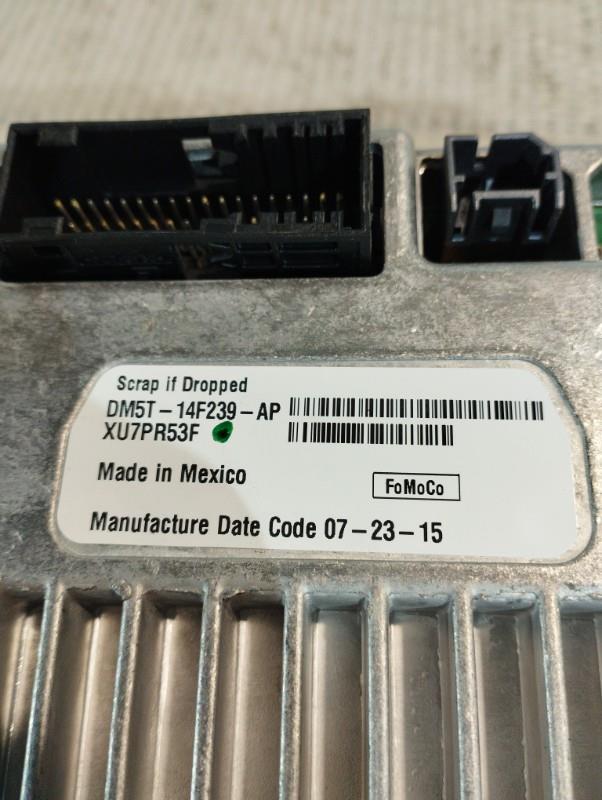 Scrap if Dropped
DM5T-14F239-AP
XU7PR53F
Made in Mexico
FoMoCo
Manufacture Date Code 07-23-15